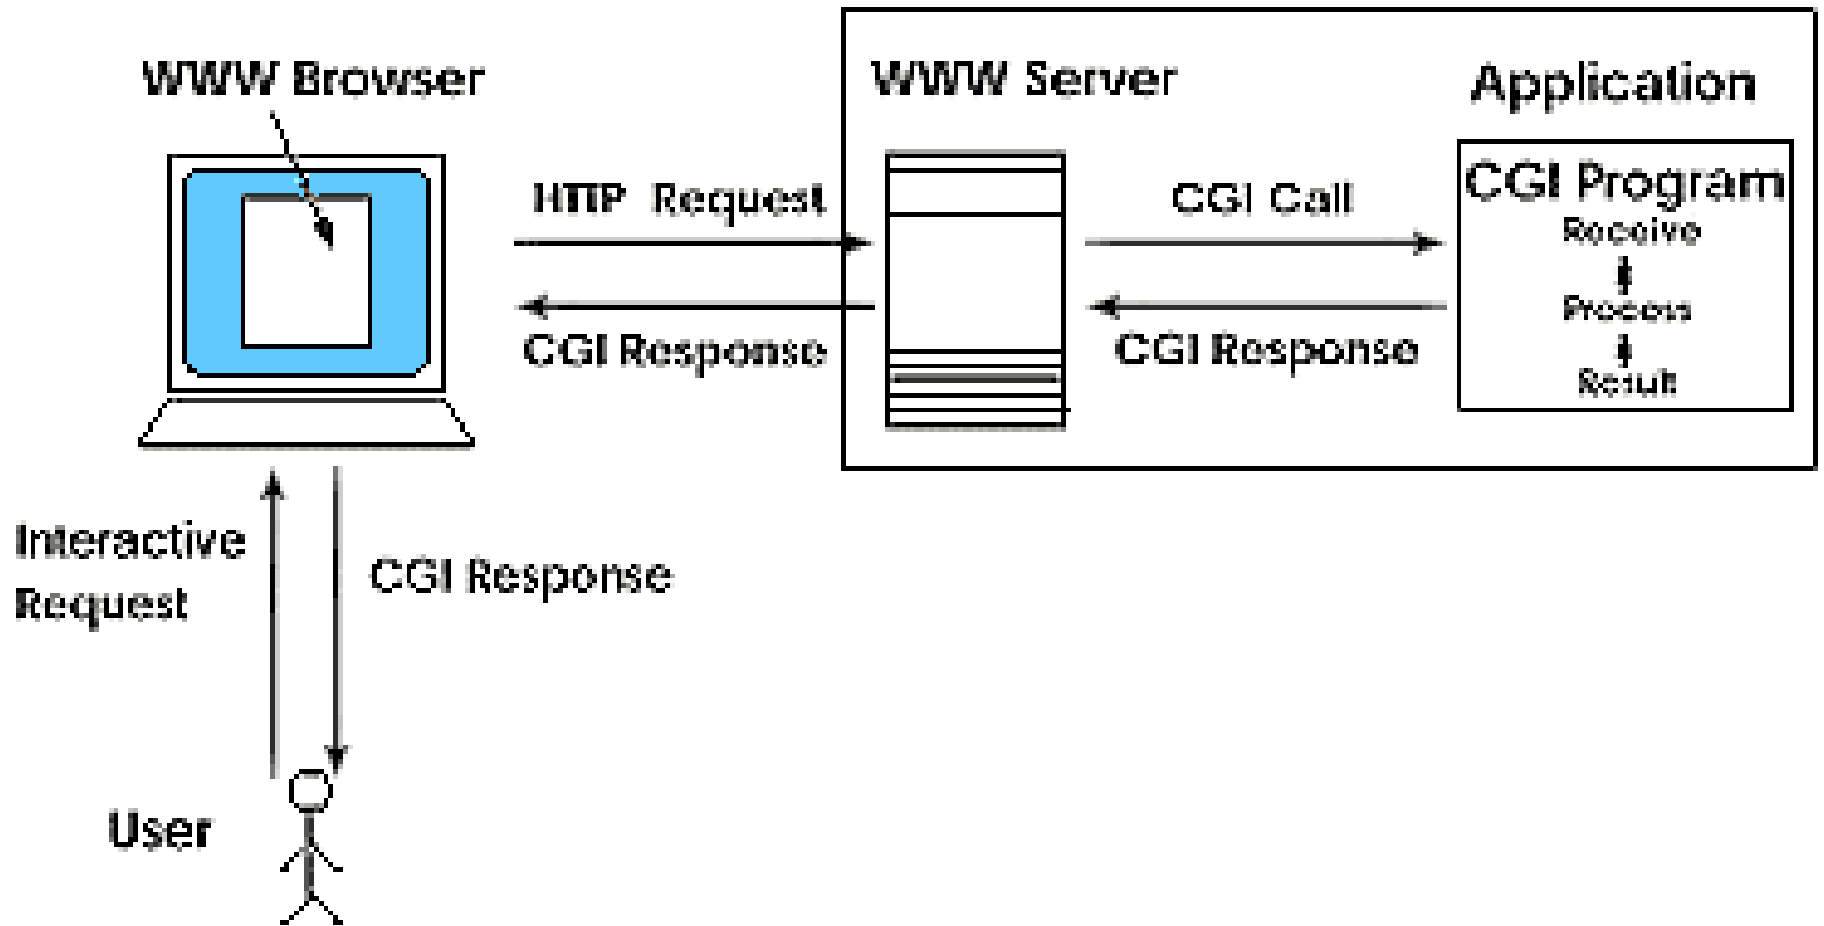 WWW Browser
WWW Server
Application
HTTP Request
CGI Response
CGI Call
CGI Response
CGI Program
Receive
Process
Result
Interactive
Request
CGI Response
User